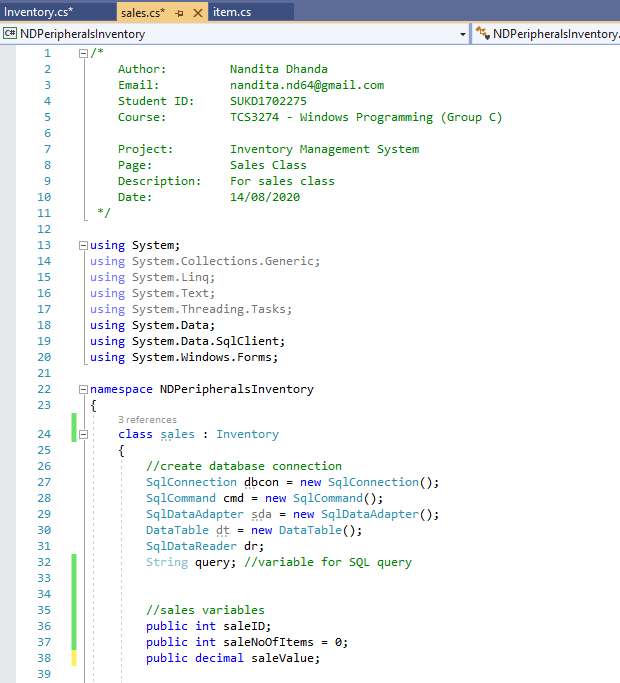 Inventory.cs* sales.cs* item.cs
C# NDPeripheralsInventory NDPeripheralsInventory.
1 /*
2 Author: Nandita Dhanda
3 Email: nandita.nd64@gmail.com
4 Student ID: SUKD1702275
5 Course: TCS3274 - Windows Programming (Group C)
6
7 Project: Inventory Management System
8 Page: Sales Class
9 Description: For sales class
10 Date: 14/08/2020
11 */
12
13 using System;
14 using System.Collections.Generic;
15 using System.Linq;
16 using System.Text;
17 using System.Threading.Tasks;
18 using System.Data;
19 using System.Data.SqlClient;
20 using System.Windows.Forms;
21
22 namespace NDPeripheralsInventory
23 {
3 references
24 class sales : Inventory
25 {
26 //create database connection
27 SqlConnection dbcon = new SqlConnection();
28 SqlCommand cmd = new SqlCommand();
29 SqlDataAdapter sda = new SqlDataAdapter();
30 DataTable dt = new DataTable();
31 SqlDataReader dr;
32 String query; //variable for SQL query
33
34
35 //sales variables
36 public int saleID;
37 public int saleNoOfItems = 0;
38 public decimal saleValue;
39